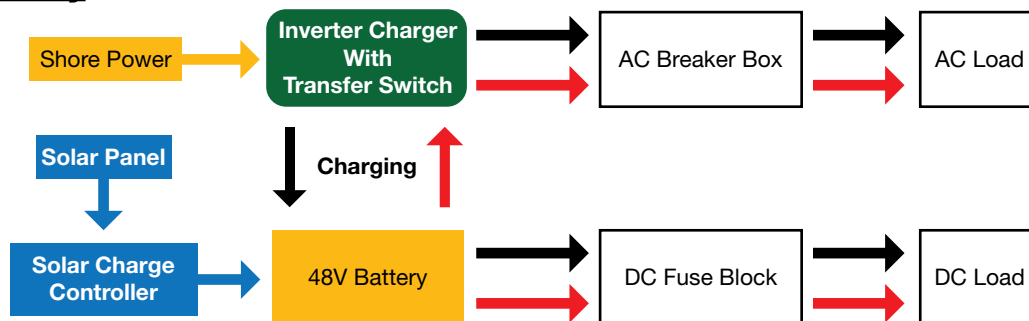 Inverter Charger
With
Transfer Switch
Shore Power
AC Breaker Box
AC Load
Solar Panel
Charging
Solar Charge
Controller
48V Battery
DC Fuse Block
DC Load